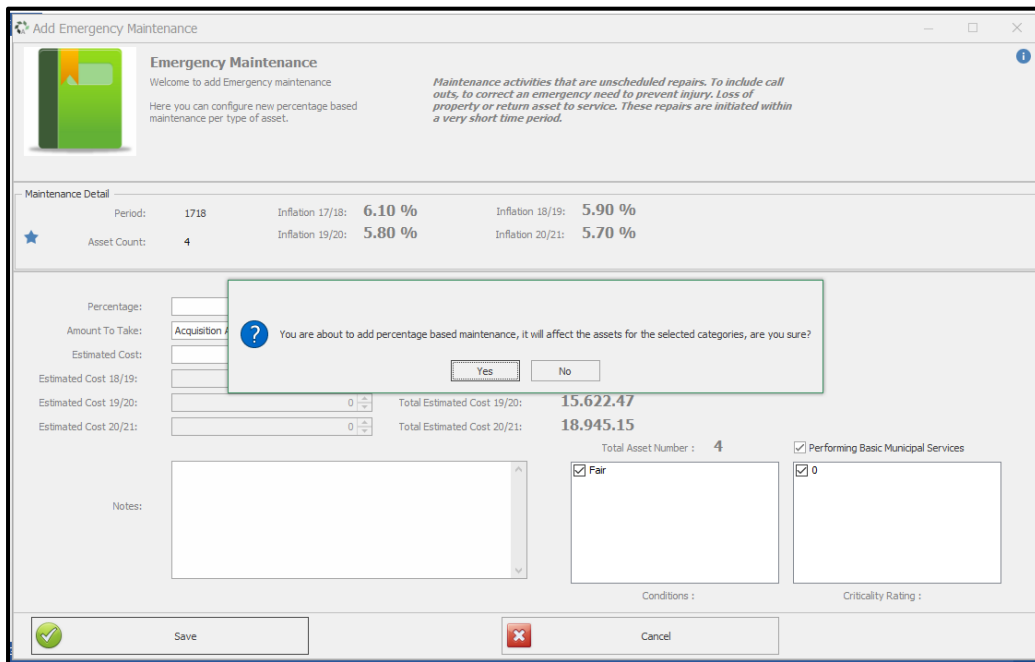 Add Emergency Maintenance
Emergency Maintenance
Welcome to add Emergency maintenance
Here you can configure new percentage based
maintenance per type of asset.
Maintenance activities that are unscheduled repairs. To include call
outs, to correct an emergency need to prevent injury. Loss of
property or return asset to service. These repairs are initiated within
a very short time period.
Maintenance Detail
Period: 1718 Inflation 17/18: 6.10 % Inflation 18/19: 5.90 %
Asset Count: 4 Inflation 19/20: 5.80 % Inflation 20/21: 5.70 %
Percentage:
Amount To Take: Acquisition
Estimated Cost:
You are about to add percentage based maintenance, it will affect the assets for the selected categories, are you sure?
Yes No
Estimated Cost 18/19:
Estimated Cost 19/20: 0 Total Estimated Cost 19/20: 15.622.47
Estimated Cost 20/21: 0 Total Estimated Cost 20/21: 18.945.15
Total Asset Number : 4 Performing Basic Municipal Services
Fair 0
Notes:
Conditions : Criticality Rating :
Save Cancel